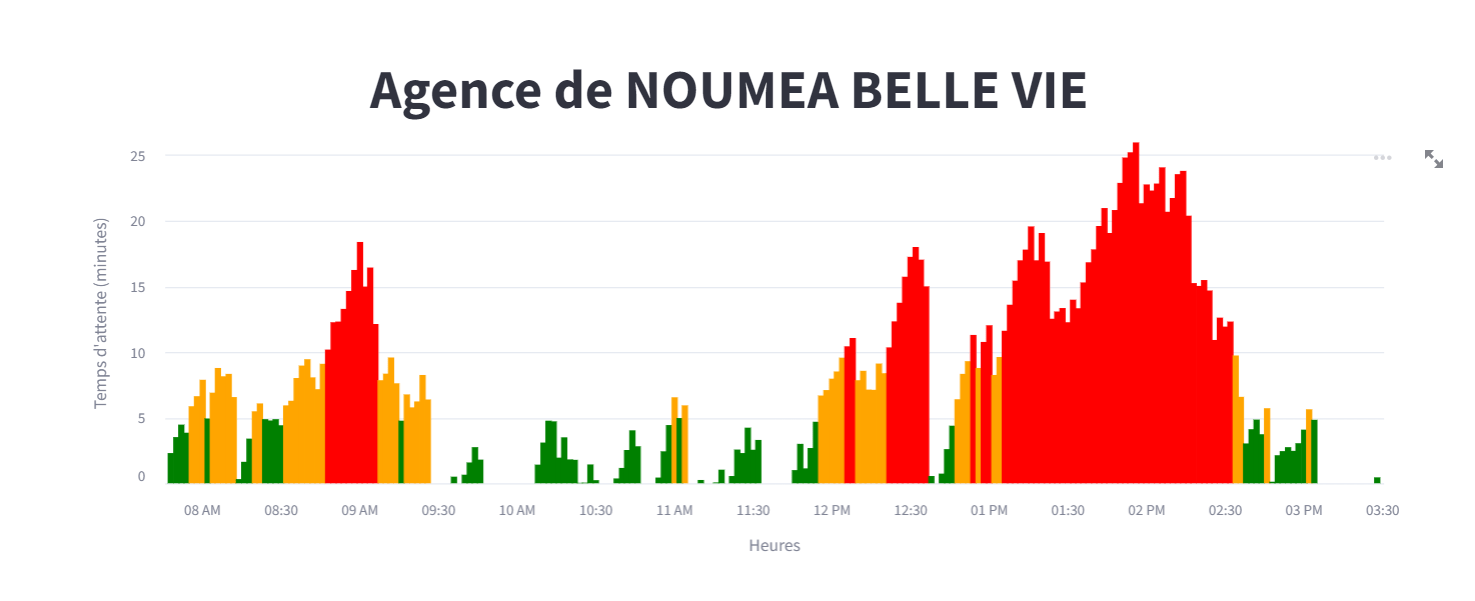 Agence de NOUMEA BELLE VIE
25
20
15
10
5
0
Temps d'attente (minutes)
08 AM 08:30 09 AM 09:30 10 AM 10:30 11 AM 11:30 12 PM 12:30 01 PM 01:30 02 PM 02:30 03 PM 03:30
Heures